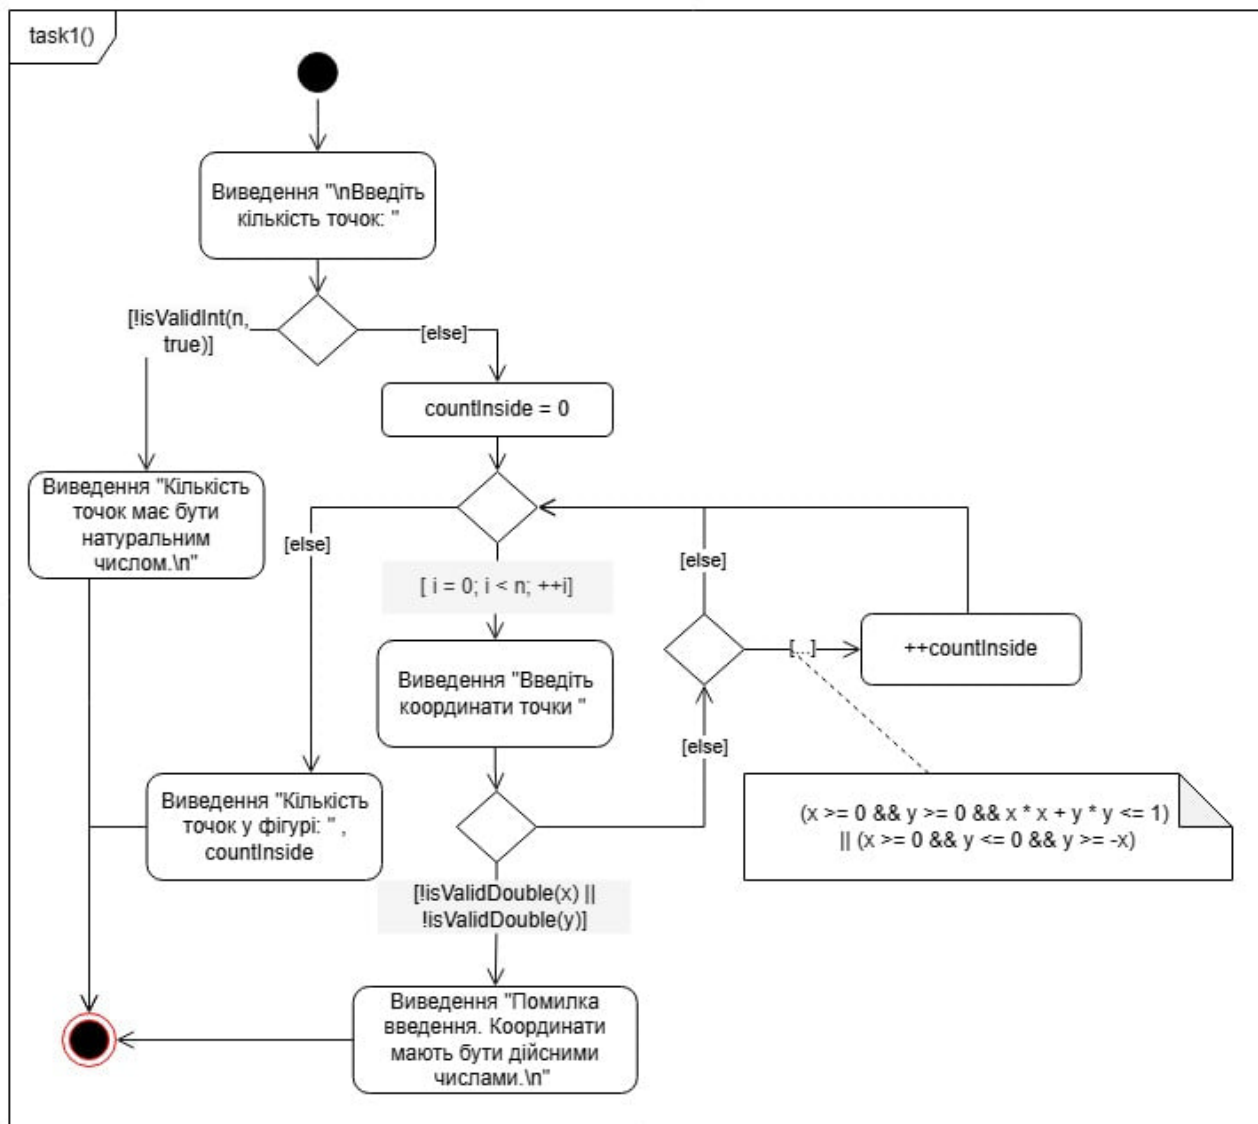 task1()
Виведення "\nВведіть
кількість точок: "
[!isValidInt(n,
true)]
[else]
countInside = 0
Виведення "Кількість
точок має бути
натуральним
числом.\n"
[else]
[ i = 0; i < n; ++i]
[else]
[...]
++countInside
Виведення "Введіть
координати точки "
[else]
Виведення "Кількість
точок у фігурі: " ,
countInside
(x >= 0 && y >= 0 && x * x + y * y <= 1)
|| (x >= 0 && y <= 0 && y >= -x)
[!isValidDouble(x) ||
!isValidDouble(y)]
Виведення "Помилка
введення. Координати
мають бути дійсними
числами.\n"